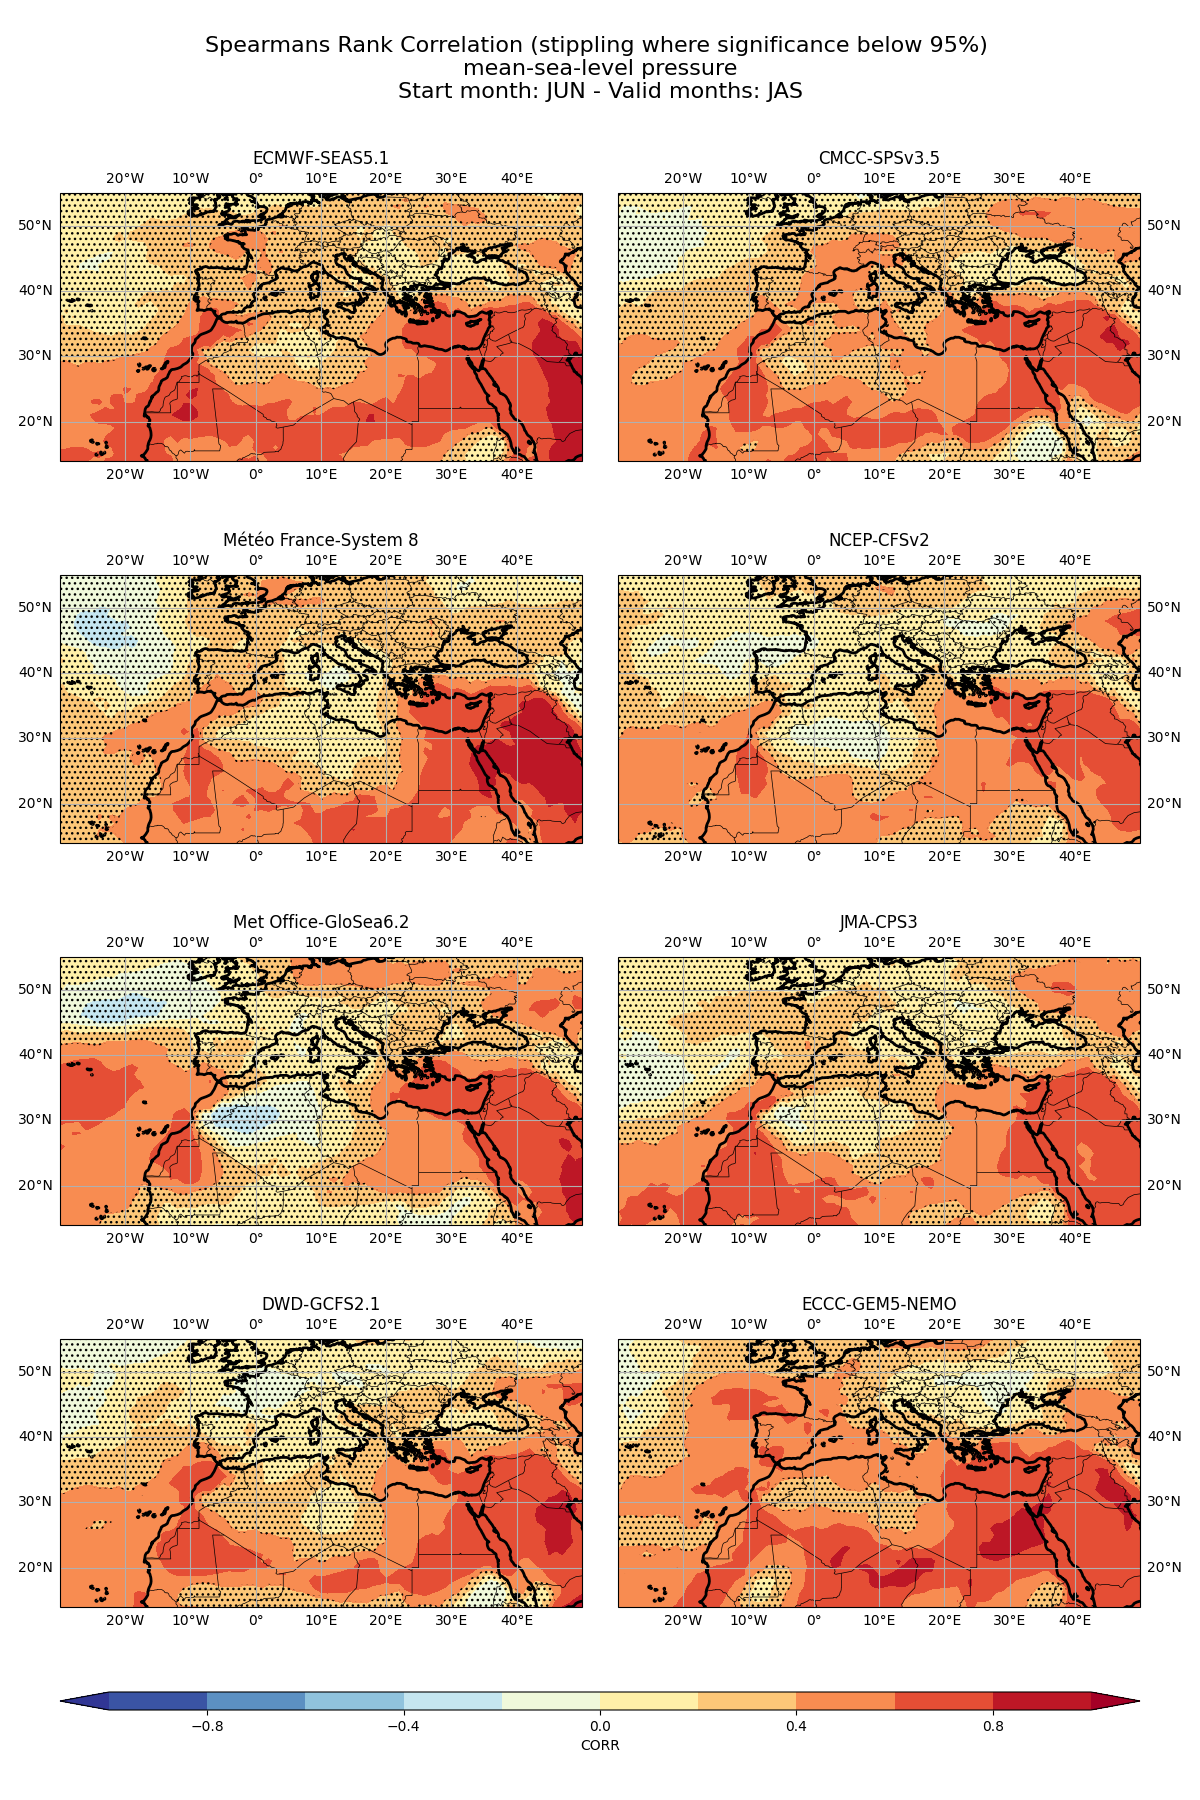 Spearmans Rank Correlation (stippling where significance below 95%)
mean-sea-level pressure
Start month: JUN - Valid months: JAS
ECMWF-SEAS5.1
CMCC-SPSv3.5
20°W 10°W 0° 10°E 20°E 30°E 40°E
20°W 10°W 0° 10°E 20°E 30°E 40°E
50°N
50°N
40°N
40°N
30°N
30°N
20°N
20°N
20°W 10°W 0° 10°E 20°E 30°E 40°E
20°W 10°W 0° 10°E 20°E 30°E 40°E
Météo France-System 8
NCEP-CFSv2
20°W 10°W 0° 10°E 20°E 30°E 40°E
20°W 10°W 0° 10°E 20°E 30°E 40°E
50°N
50°N
40°N
40°N
30°N
30°N
20°N
20°N
20°W 10°W 0° 10°E 20°E 30°E 40°E
20°W 10°W 0° 10°E 20°E 30°E 40°E
Met Office-GloSea6.2
JMA-CPS3
20°W 10°W 0° 10°E 20°E 30°E 40°E
20°W 10°W 0° 10°E 20°E 30°E 40°E
50°N
50°N
40°N
40°N
30°N
30°N
20°N
20°N
20°W 10°W 0° 10°E 20°E 30°E 40°E
20°W 10°W 0° 10°E 20°E 30°E 40°E
DWD-GCFS2.1
ECCC-GEM5-NEMO
20°W 10°W 0° 10°E 20°E 30°E 40°E
20°W 10°W 0° 10°E 20°E 30°E 40°E
50°N
50°N
40°N
40°N
30°N
30°N
20°N
20°N
20°W 10°W 0° 10°E 20°E 30°E 40°E
20°W 10°W 0° 10°E 20°E 30°E 40°E
−0.8 −0.4 0.0 0.4 0.8
CORR